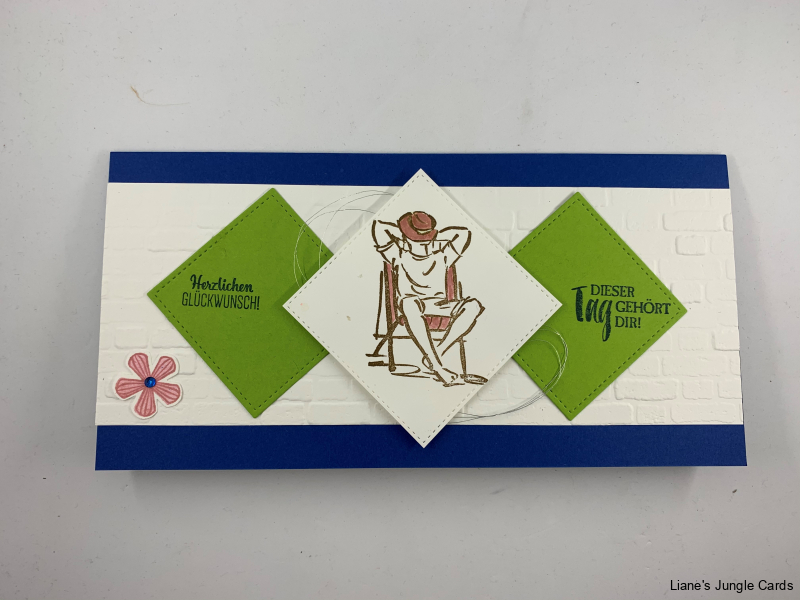 Herzlichen
GLÜCKWUNSCH!
DIESER
Tag GEHÖRT
DIR!
Liane's Jungle Cards